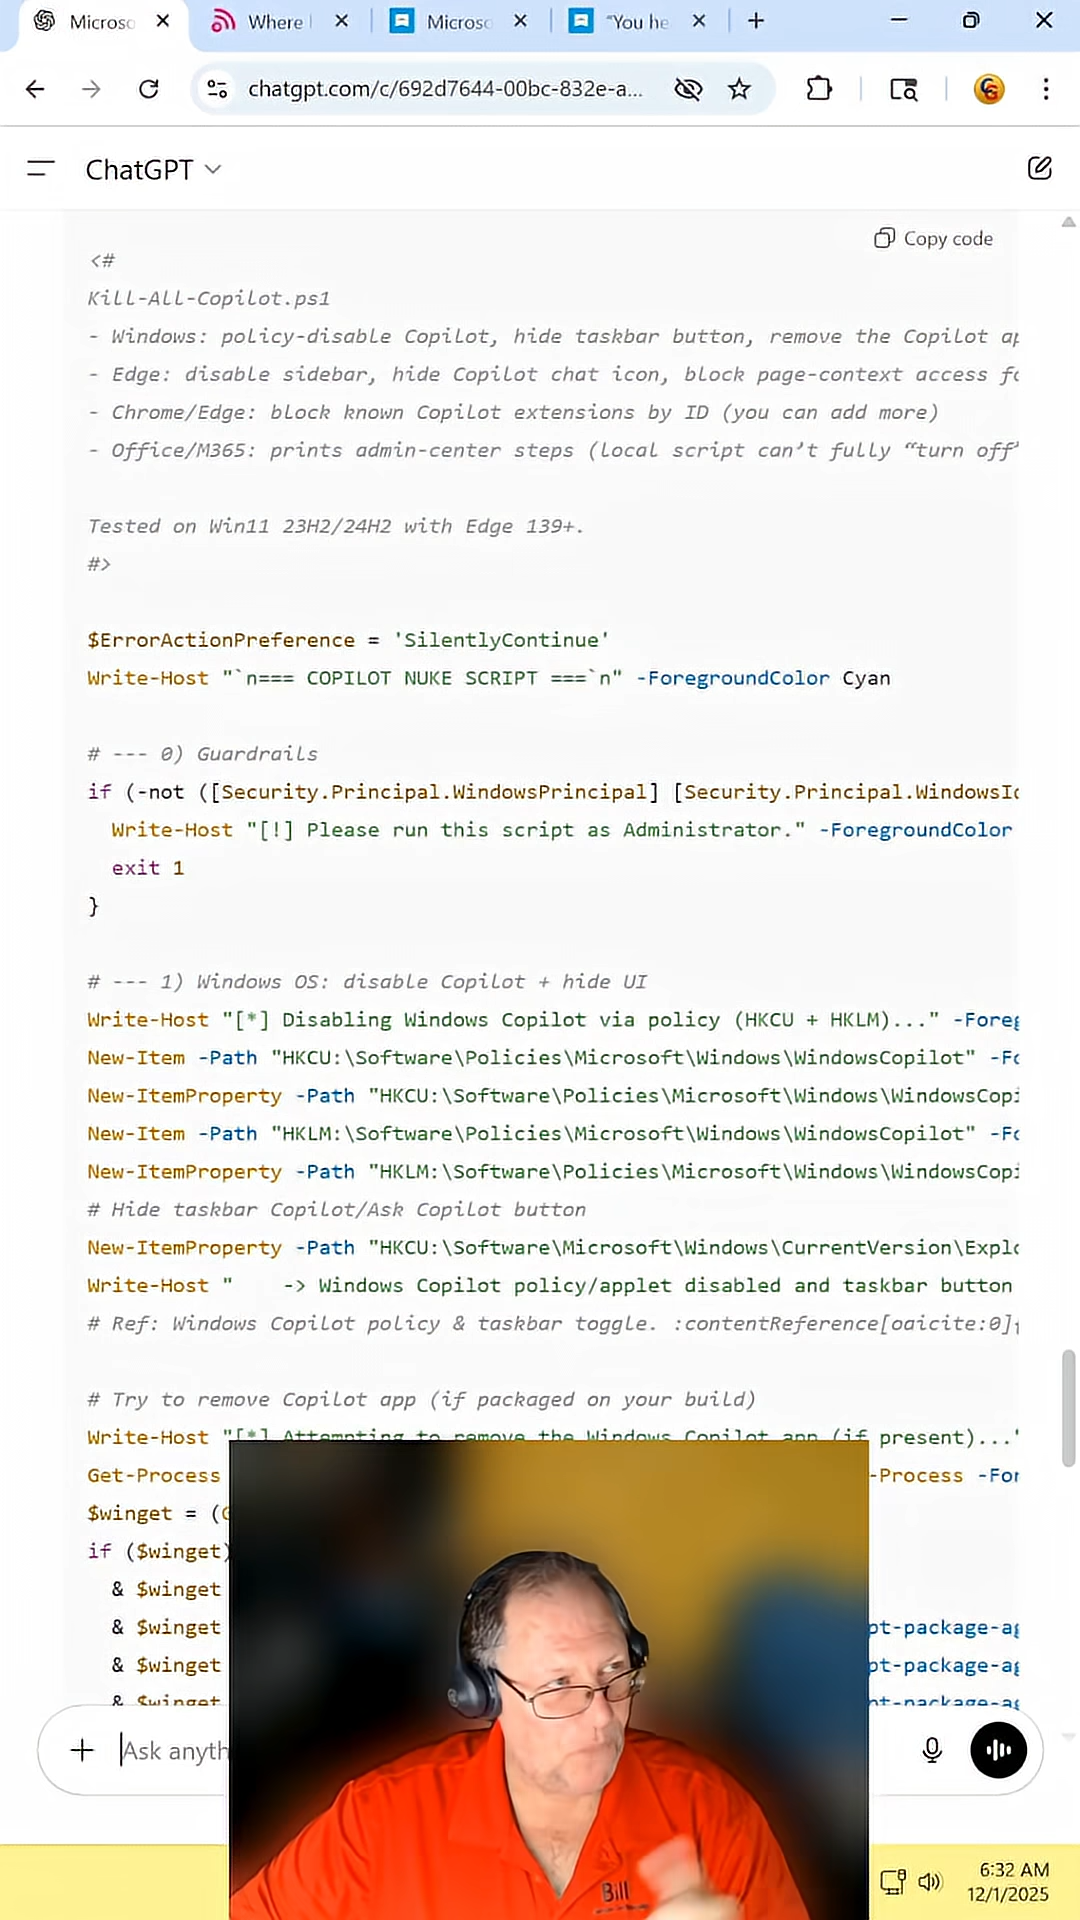 Microso
Where
Microso
"You he
chatgpt.com/c/692d7644-00bc-832e-a...
ChatGPT
Copy code
<#
Kill-All-Copilot.ps1
- Windows: policy-disable Copilot, hide taskbar button, remove the Copilot ap
- Edge: disable sidebar, hide Copilot chat icon, block page-context access fo
- Chrome/Edge: block known Copilot extensions by ID (you can add more)
- Office/M365: prints admin-center steps (local script can't fully “turn off”
Tested on Win11 23H2/24H2 with Edge 139+.
#>
$ErrorActionPreference = 'SilentlyContinue'
Write-Host "`n=== COPILOT NUKE SCRIPT ===`n" -ForegroundColor Cyan
# --- 0) Guardrails
if (-not ([Security.Principal.WindowsPrincipal] [Security.Principal.WindowsId
Write-Host "[!] Please run this script as Administrator." -ForegroundColor
exit 1
}
# --- 1) Windows OS: disable Copilot + hide UI
Write-Host "[*] Disabling Windows Copilot via policy (HKCU + HKLM)..." -Foreg
New-Item -Path "HKCU:\Software\Policies\Microsoft\Windows\WindowsCopilot" -Fo
New-ItemProperty -Path "HKCU:\Software\Policies\Microsoft\Windows\WindowsCopi
New-Item -Path "HKLM:\Software\Policies\Microsoft\Windows\WindowsCopilot" -Fo
New-ItemProperty -Path "HKLM:\Software\Policies\Microsoft\Windows\WindowsCopi
# Hide taskbar Copilot/Ask Copilot button
New-ItemProperty -Path "HKCU:\Software\Microsoft\Windows\CurrentVersion\Explo
Write-Host "    -> Windows Copilot policy/applet disabled and taskbar button
# Ref: Windows Copilot policy & taskbar toggle. :contentReference[oaicite:0]{
# Try to remove Copilot app (if packaged on your build)
Write-Host "[*] Attempting to remove the Windows Copilot app (if present)..."
Get-Process -Process -For
$winget = (
if ($winget)
& $winget
& $winget pt-package-ag
& $winget pt-package-ag
& $winget pt-package-ag
Ask anyth
Bill
6:32 AM
12/1/2025